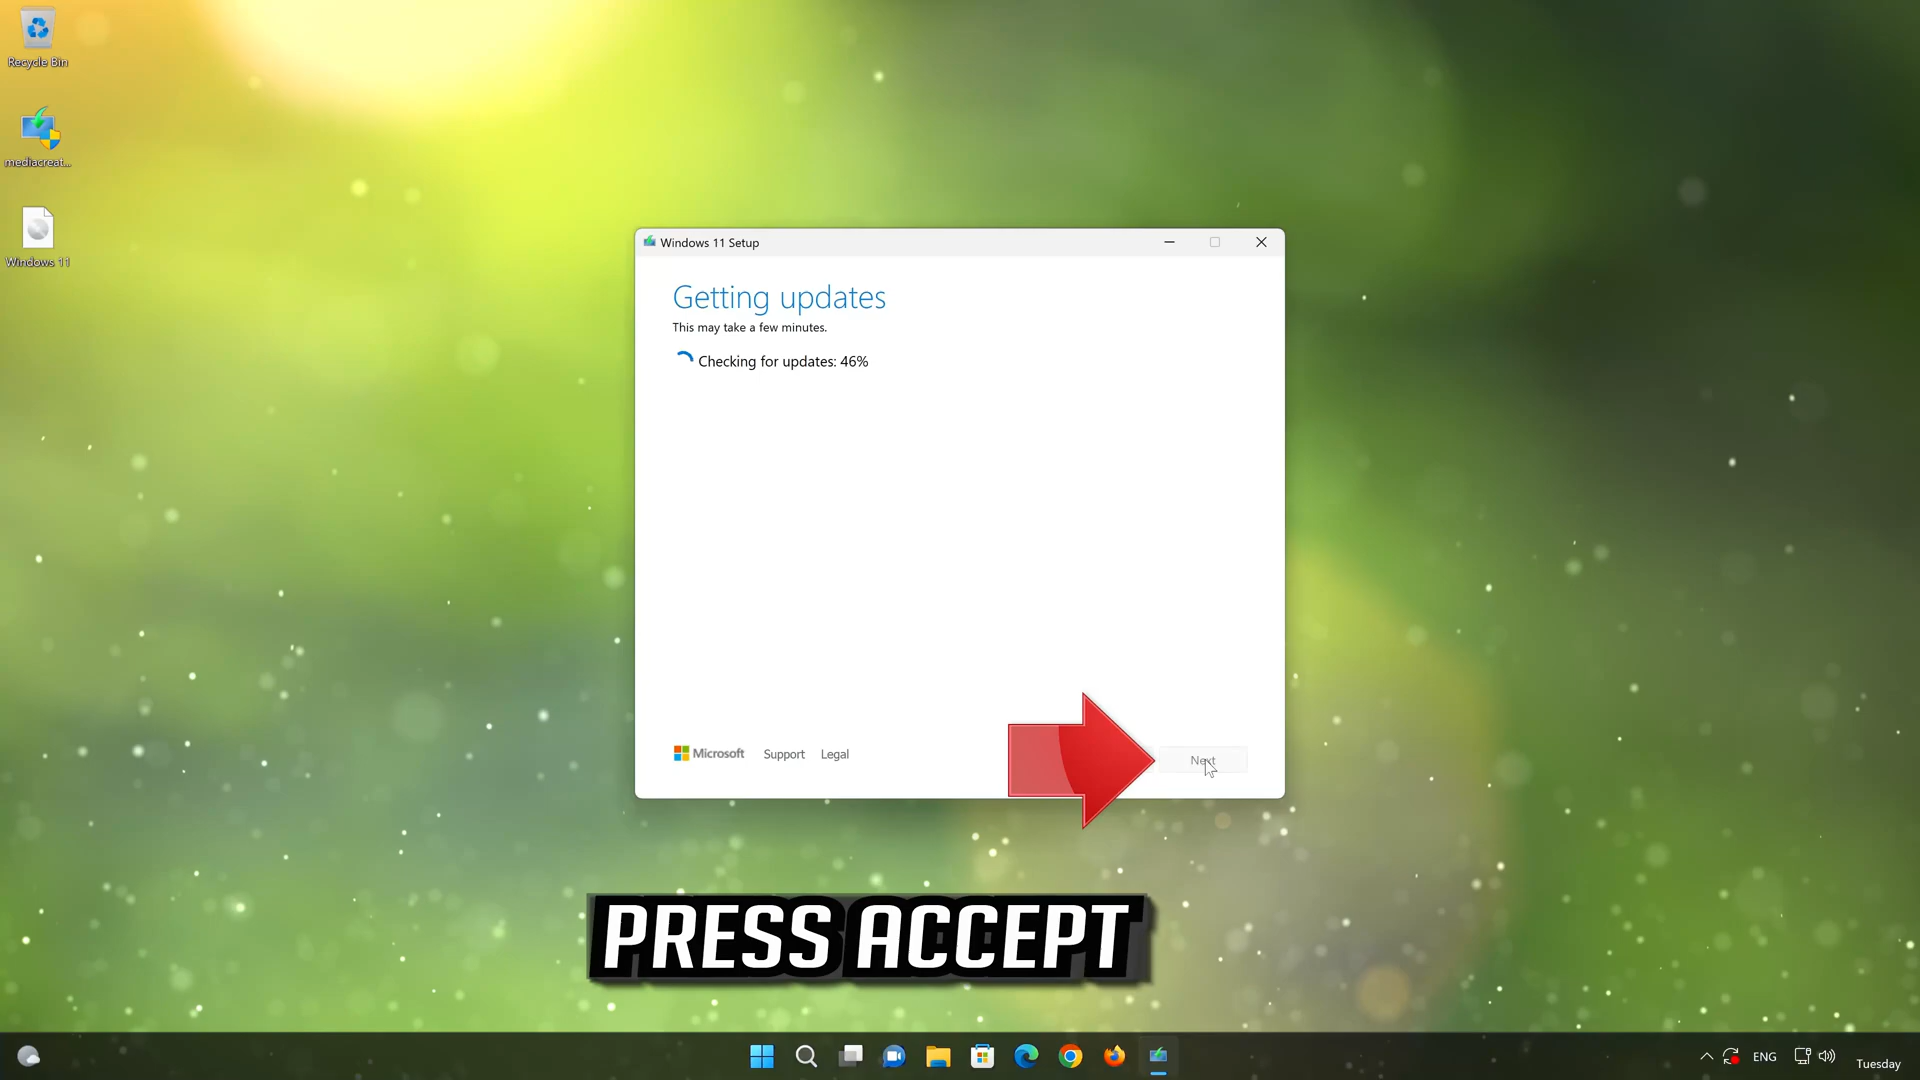 Recycle Bin
mediacreat...
Windows 11
Windows 11 Setup
Getting updates
This may take a few minutes.
Checking for updates: 46%
Microsoft Support Legal
Next
PRESS ACCEPT
ENG
Tuesday